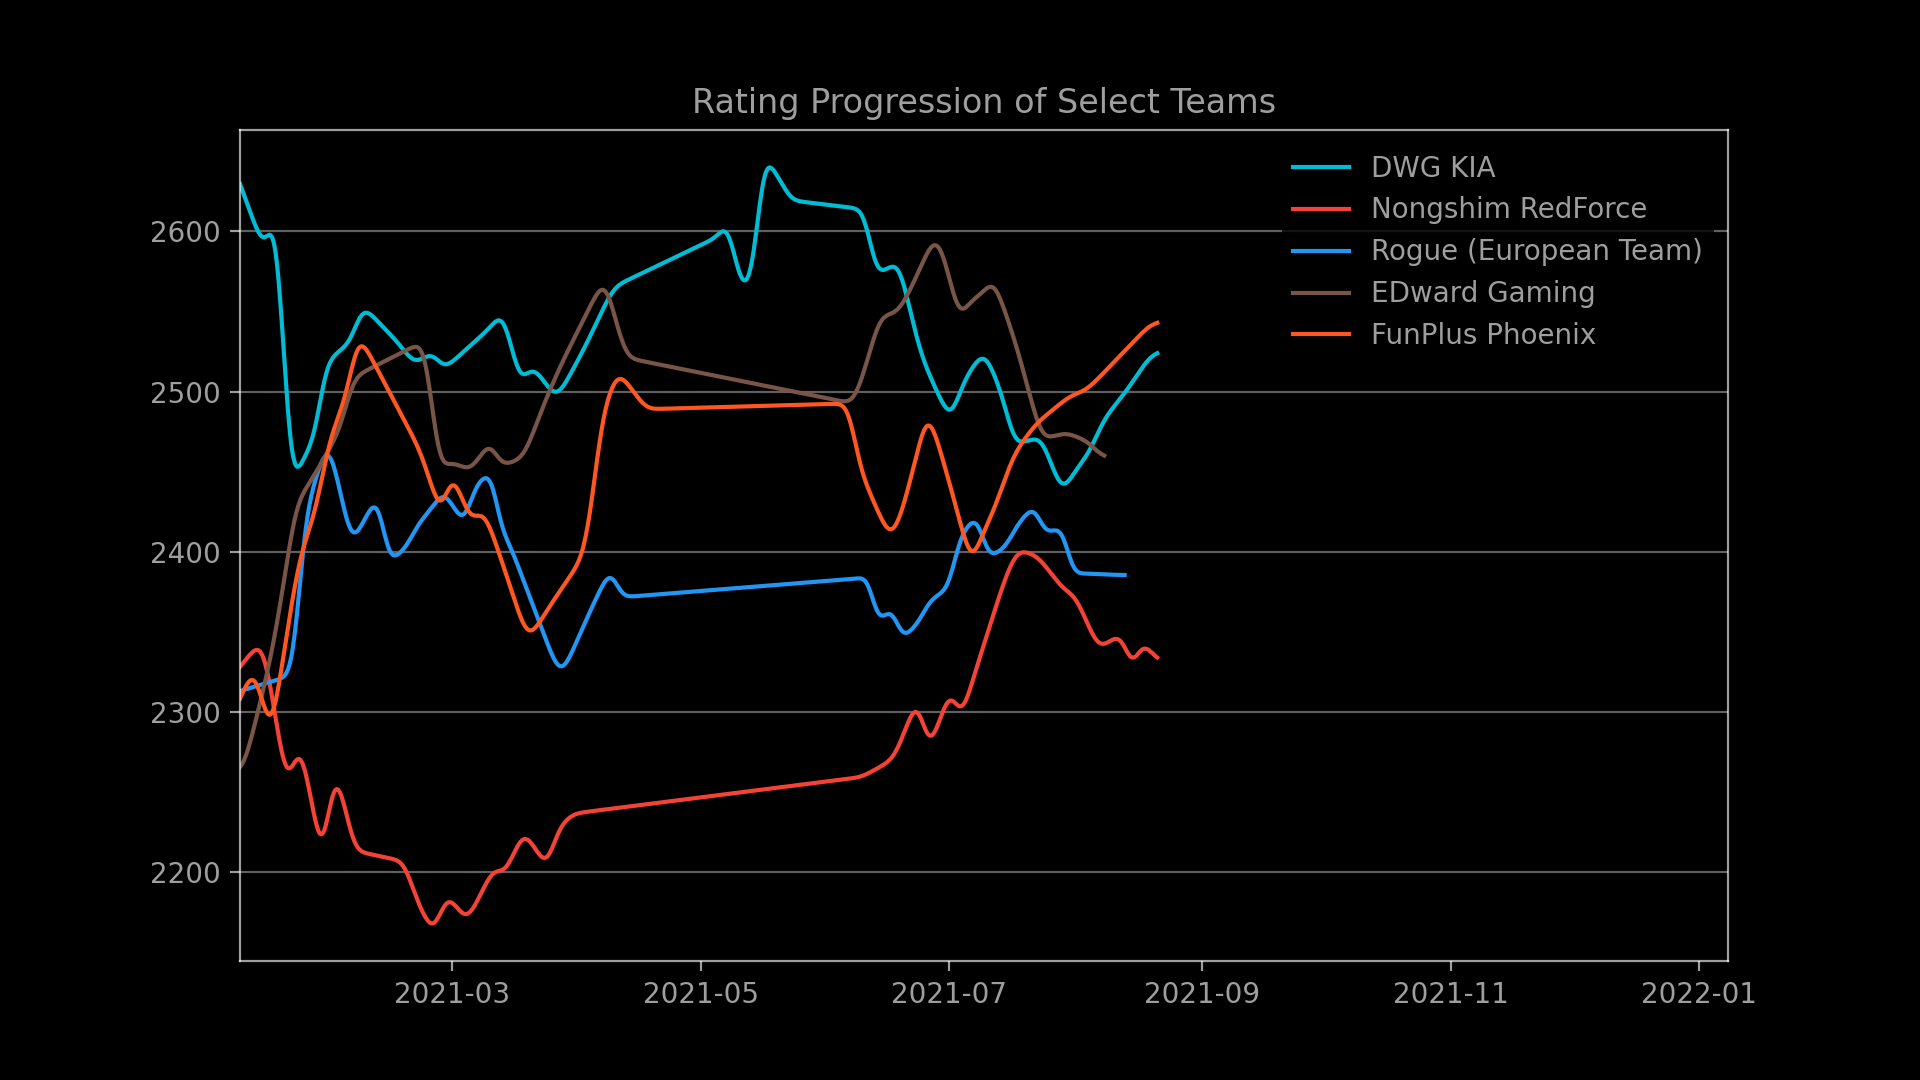 Rating Progression of Select Teams
DWG KIA
Nongshim RedForce
Rogue (European Team)
EDward Gaming
FunPlus Phoenix
2600
2500
2400
2300
2200
2021-03 2021-05 2021-07 2021-09 2021-11 2022-01